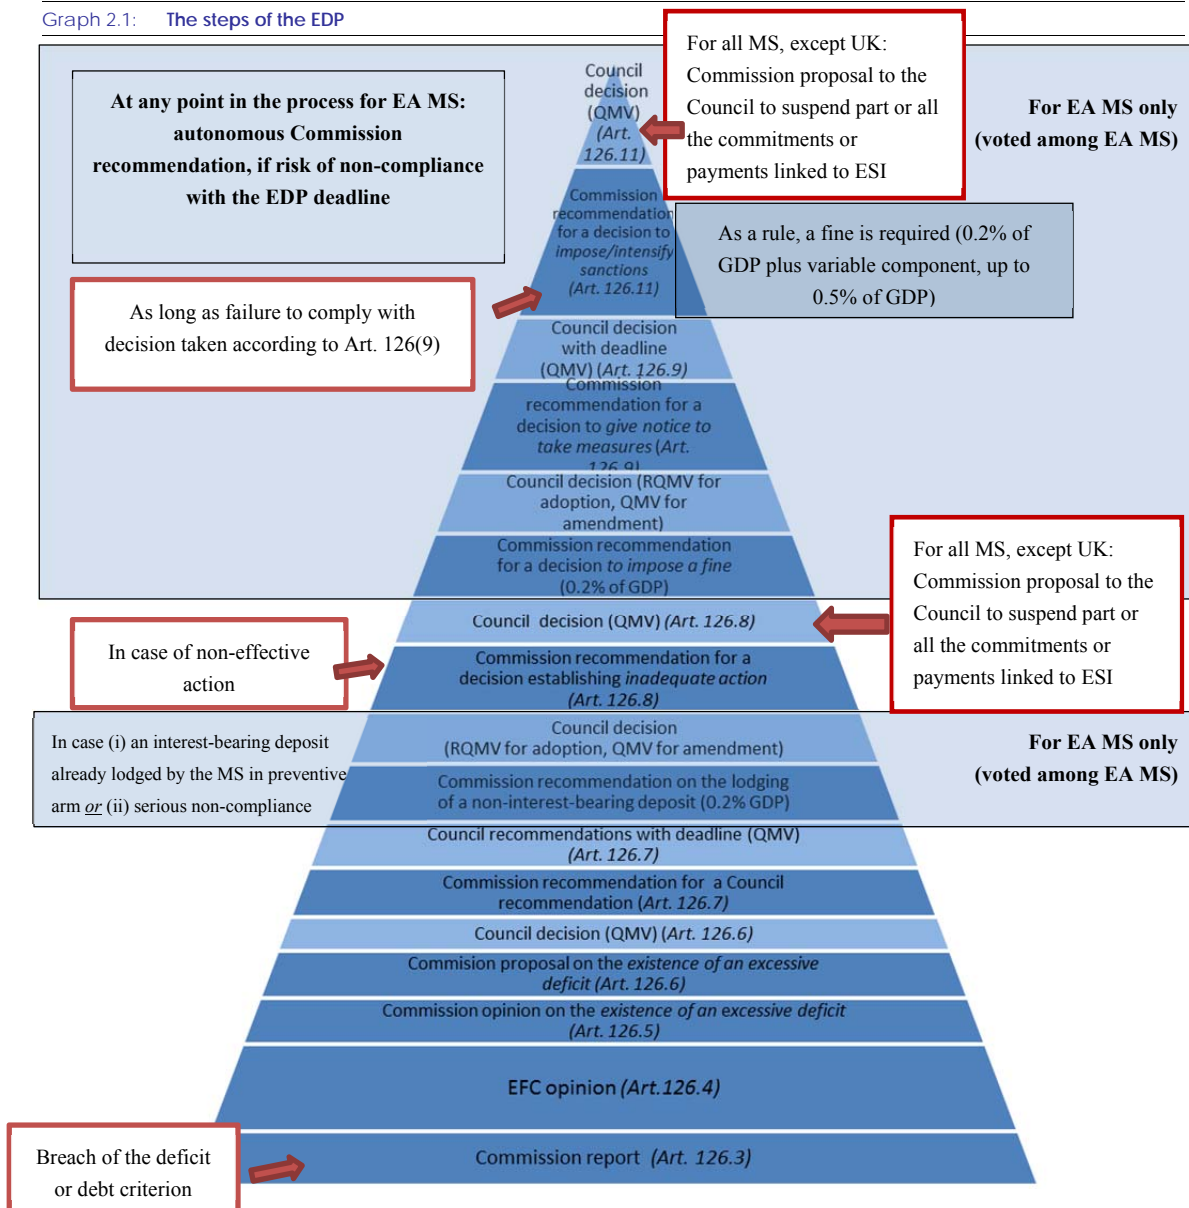 Graph 2.1: The steps of the EDP
For all MS, except UK:
Commission proposal to the
Council to suspend part or all
the commitments or
payments linked to ESI
At any point in the process for EA MS:
autonomous Commission
recommendation, if risk of non-compliance
with the EDP deadline
Council
decision
(QMV)
(Art.
126.11)
For EA MS only
(voted among EA MS)
Commission
recommendation
for a decision to
impose/intensify
sanctions
(Art. 126.11)
As a rule, a fine is required (0.2% of
GDP plus variable component, up to
0.5% of GDP)
As long as failure to comply with
decision taken according to Art. 126(9)
Council decision
with deadline
(QMV) (Art. 126.9)
Commission
recommendation for a
decision to give notice to
take measures (Art.
126.9)
Council decision (RQMV for
adoption, QMV for
amendment)
Commission recommendation
for a decision to impose a fine
(0.2% of GDP)
For all MS, except UK:
Commission proposal to the
Council to suspend part or
all the commitments or
payments linked to ESI
Council decision (QMV) (Art. 126.8)
In case of non-effective
action
Commission recommendation for a
decision establishing inadequate action
(Art. 126.8)
In case (i) an interest-bearing deposit
already lodged by the MS in preventive
arm or (ii) serious non-compliance
Council decision
(RQMV for adoption, QMV for amendment)
For EA MS only
(voted among EA MS)
Commission recommendation on the lodging
of a non-interest-bearing deposit (0.2% GDP)
Council recommendations with deadline (QMV)
(Art. 126.7)
Commission recommendation for a Council
recommendation (Art. 126.7)
Council decision (QMV) (Art. 126.6)
Commision proposal on the existence of an excessive
deficit (Art. 126.6)
Commission opinion on the existence of an excessive deficit
(Art. 126.5)
EFC opinion (Art.126.4)
Breach of the deficit
or debt criterion
Commission report (Art. 126.3)